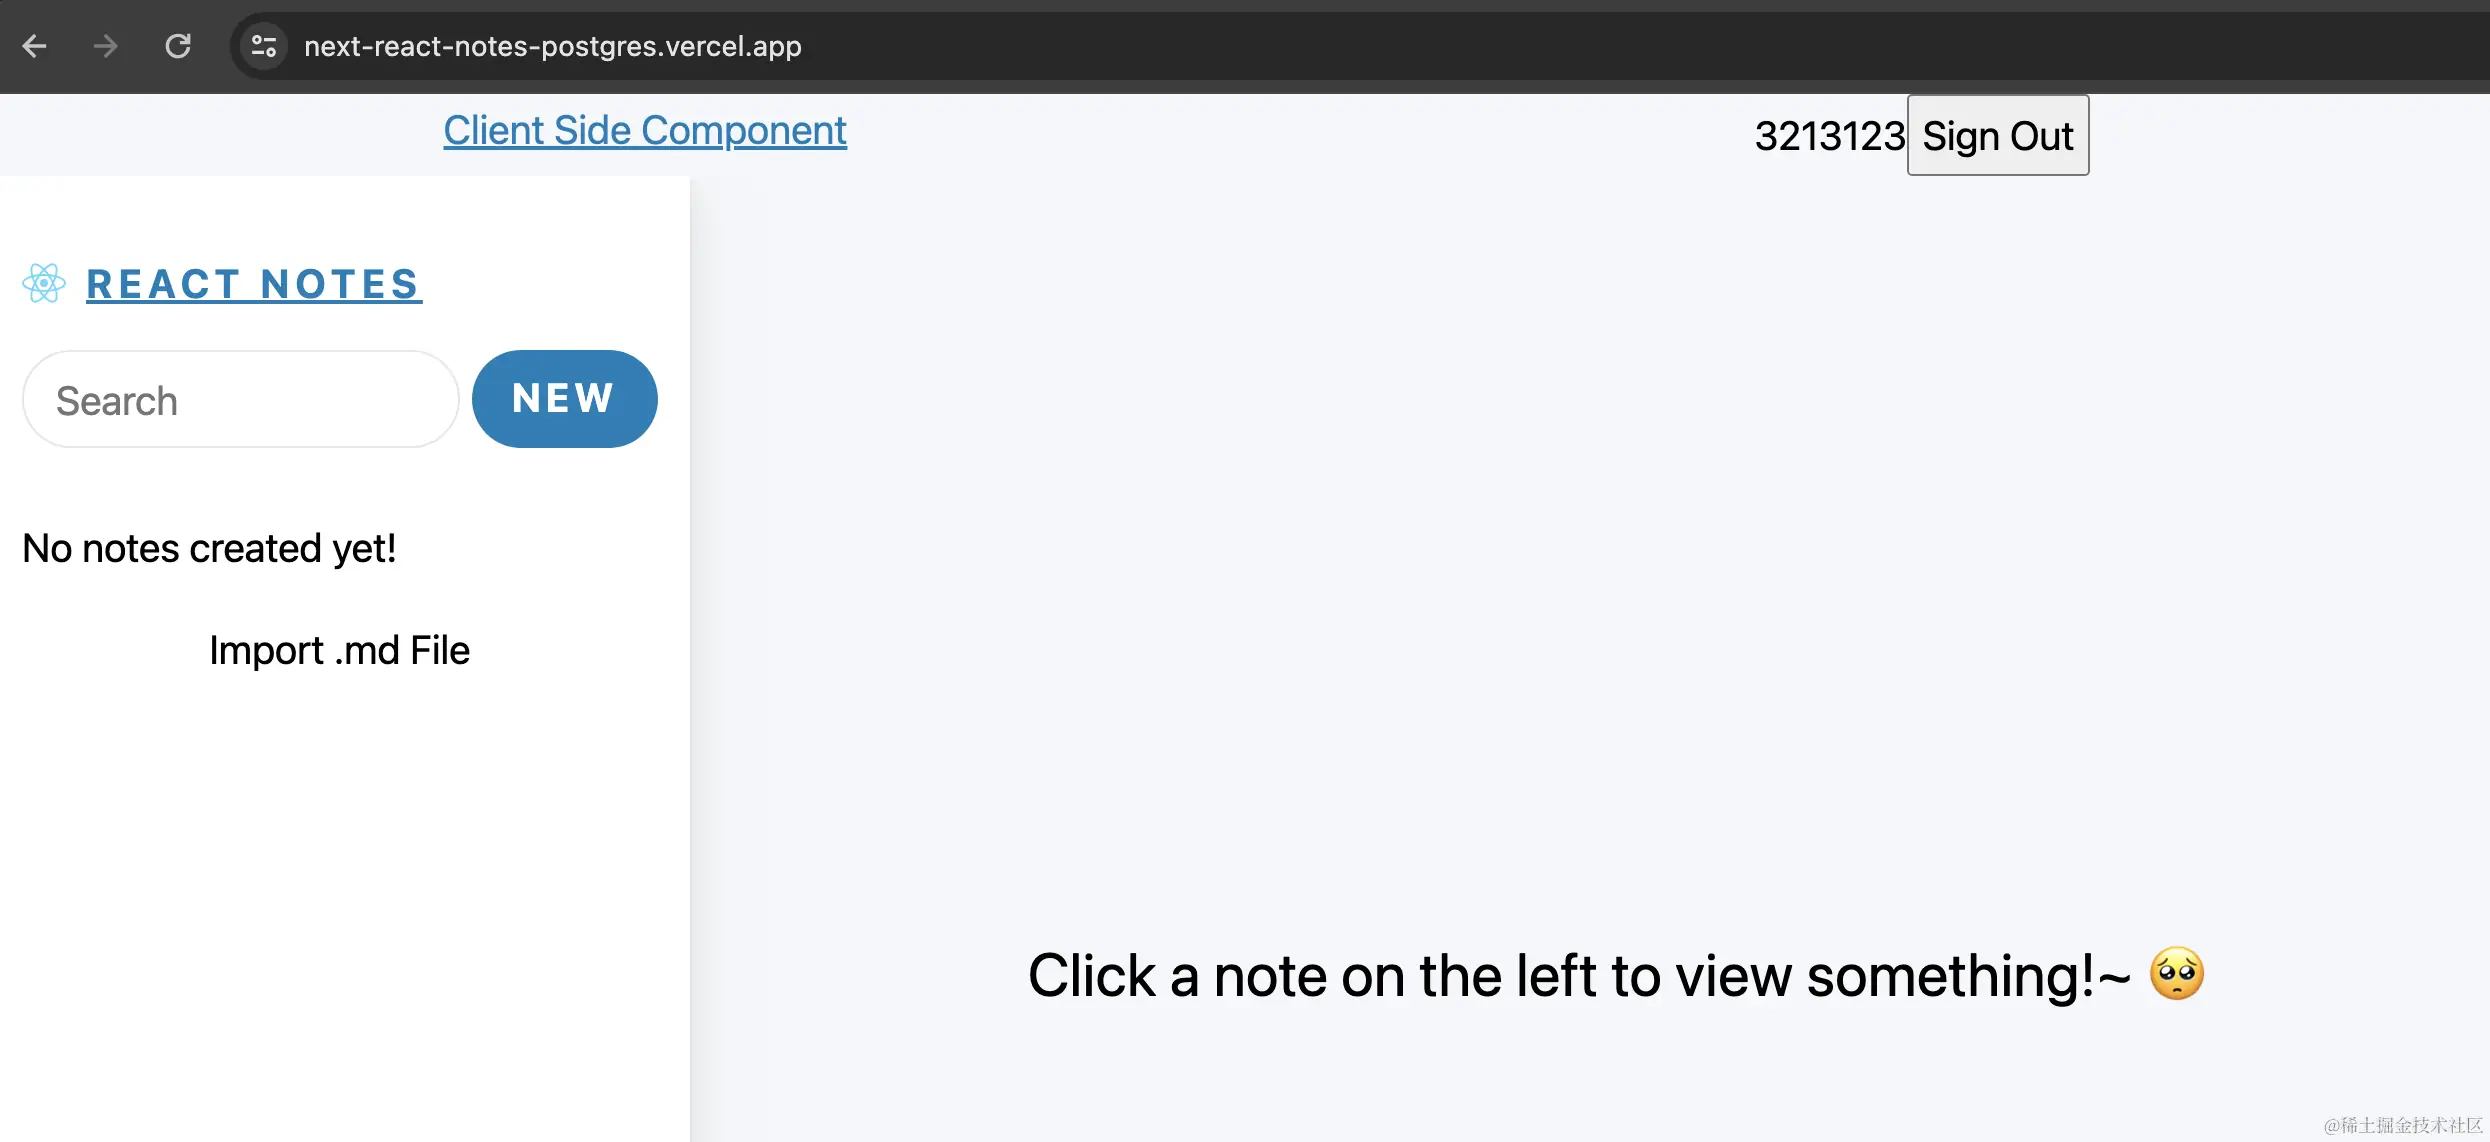 next-react-notes-postgres.vercel.app
Client Side Component
3213123 Sign Out
REACT NOTES
Search
NEW
No notes created yet!
Import .md File
Click a note on the left to view something!~ 🥺
@稀土掘金技术社区